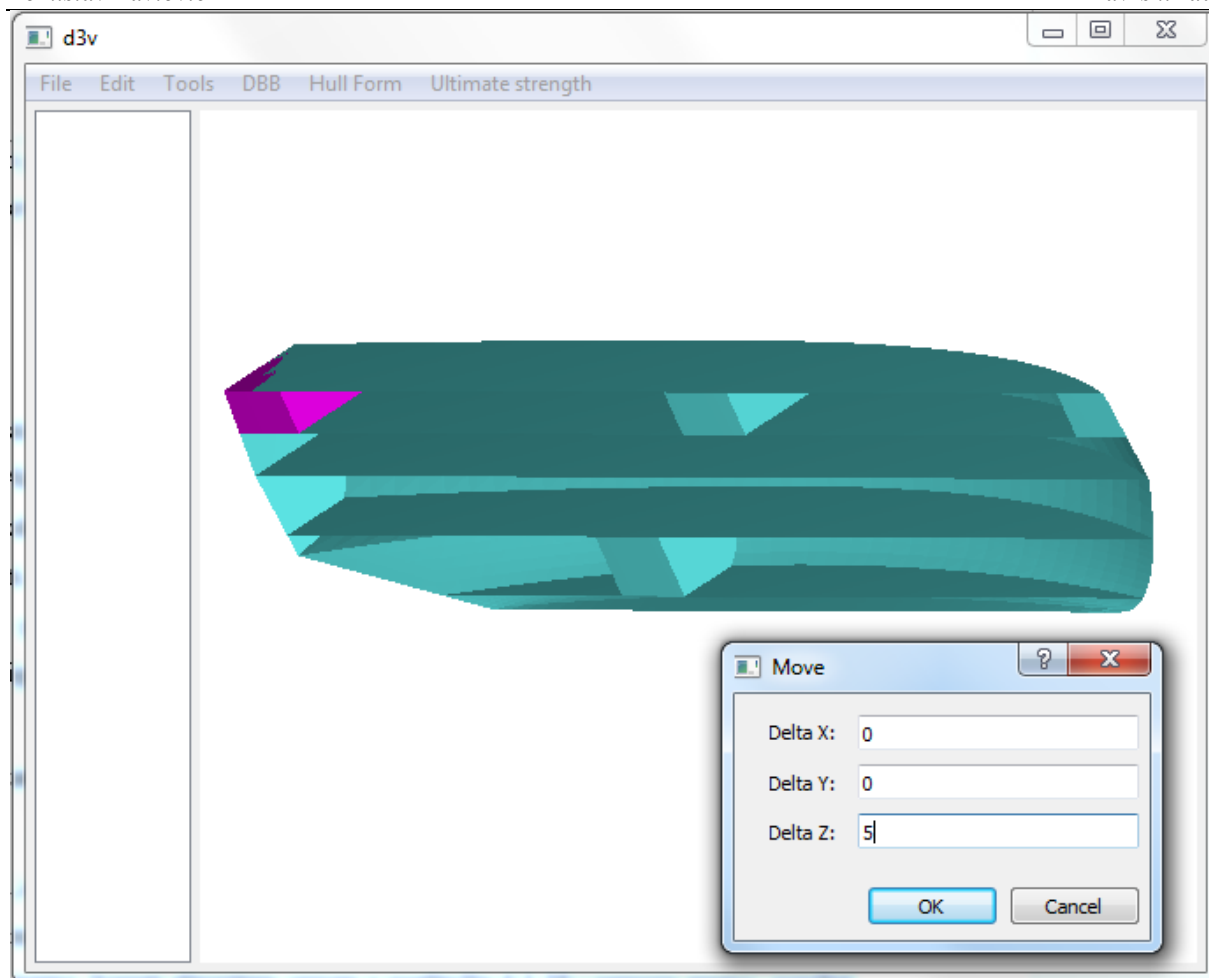 d3v
File Edit Tools DBB Hull Form Ultimate strength
Move
Delta X: 0
Delta Y: 0
Delta Z: 5
OK Cancel